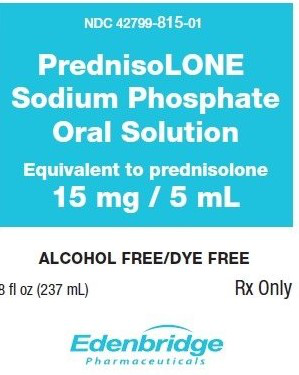 NDC 42799-815-01
PrednisoLONE
Sodium Phosphate
Oral Solution
Equivalent to prednisolone
15 mg / 5 mL
ALCOHOL FREE/DYE FREE
8 fl oz (237 mL) Rx Only
Edenbridge
Pharmaceuticals